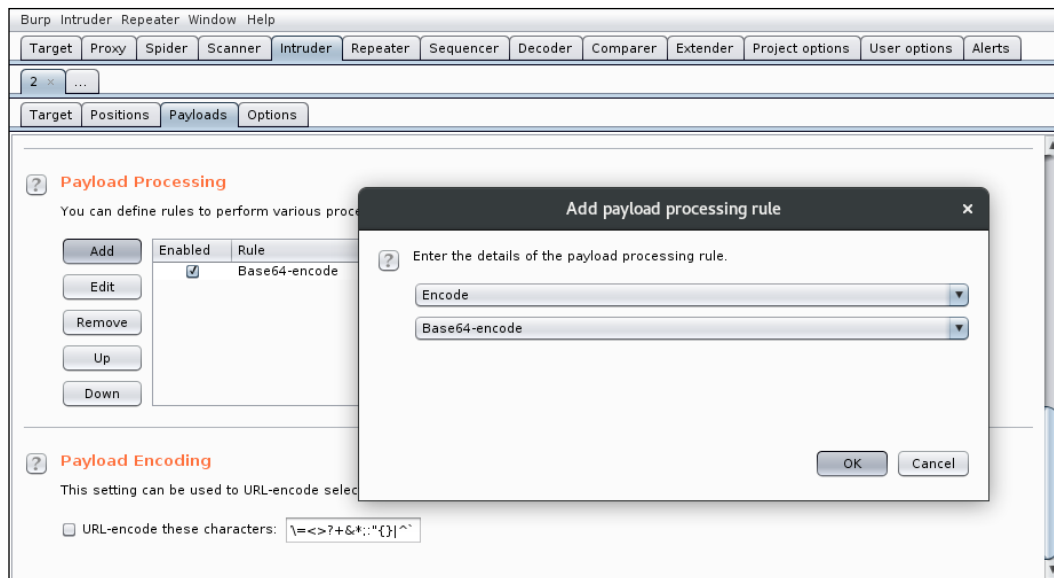 Burp Intruder Repeater Window Help
Target Proxy Spider Scanner Intruder Repeater Sequencer Decoder Comparer Extender Project options User options Alerts
2 × ...
Target Positions Payloads Options
? Payload Processing
You can define rules to perform various proce
Add Enabled Rule
Base64-encode
Edit
Remove
Up
Down
Add payload processing rule ×
? Enter the details of the payload processing rule.
Encode
Base64-encode
OK Cancel
? Payload Encoding
This setting can be used to URL-encode selec
URL-encode these characters: \=<>?+&*;:"{}|^`